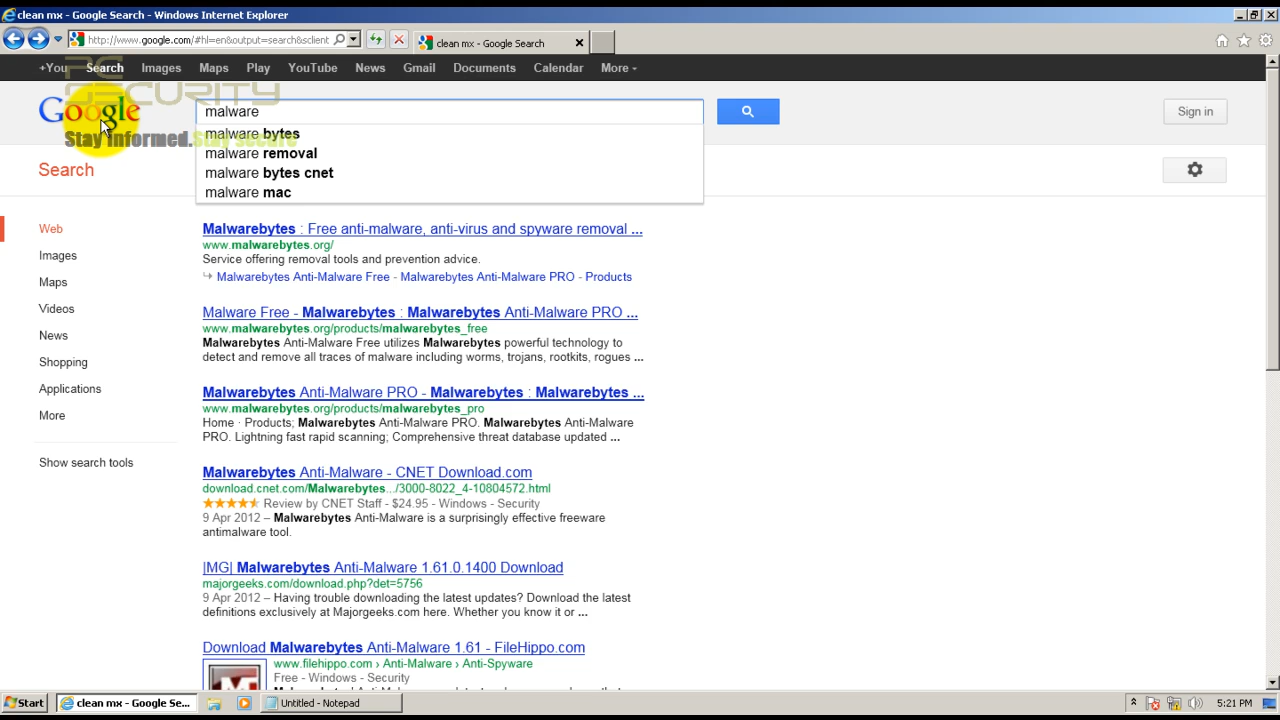 clean mx - Google Search - Windows Internet Explorer
http://www.google.com/#hl=en&output=search&sclient
clean mx - Google Search
+You Search Images Maps Play YouTube News Gmail Documents Calendar More
PC SECURITY
Google
malware
Sign in
malware bytes
Stay informed. Stay secure
malware removal
malware bytes cnet
malware mac
Search
Web
Images
Maps
Videos
News
Shopping
Applications
More
Show search tools
Malwarebytes : Free anti-malware, anti-virus and spyware removal ...
www.malwarebytes.org/
Service offering removal tools and prevention advice.
Malwarebytes Anti-Malware Free - Malwarebytes Anti-Malware PRO - Products
Malware Free - Malwarebytes : Malwarebytes Anti-Malware PRO ...
www.malwarebytes.org/products/malwarebytes_free
Malwarebytes Anti-Malware Free utilizes Malwarebytes powerful technology to
detect and remove all traces of malware including worms, trojans, rootkits, rogues ...
Malwarebytes Anti-Malware PRO - Malwarebytes : Malwarebytes ...
www.malwarebytes.org/products/malwarebytes_pro
Home · Products; Malwarebytes Anti-Malware PRO. Malwarebytes Anti-Malware
PRO. Lightning fast rapid scanning; Comprehensive threat database updated ...
Malwarebytes Anti-Malware - CNET Download.com
download.cnet.com/Malwarebytes.../3000-8022_4-10804572.html
Review by CNET Staff - $24.95 - Windows - Security
9 Apr 2012 – Malwarebytes Anti-Malware is a surprisingly effective freeware
antimalware tool.
|MG| Malwarebytes Anti-Malware 1.61.0.1400 Download
majorgeeks.com/download.php?det=5756
9 Apr 2012 – Having trouble downloading the latest updates? Download the latest
definitions exclusively at Majorgeeks.com here. Whether you know it or ...
Download Malwarebytes Anti-Malware 1.61 - FileHippo.com
www.filehippo.com › Anti-Malware › Anti-Spyware
Free - Windows - Security
Start
clean mx - Google Se...
Untitled - Notepad
5:21 PM